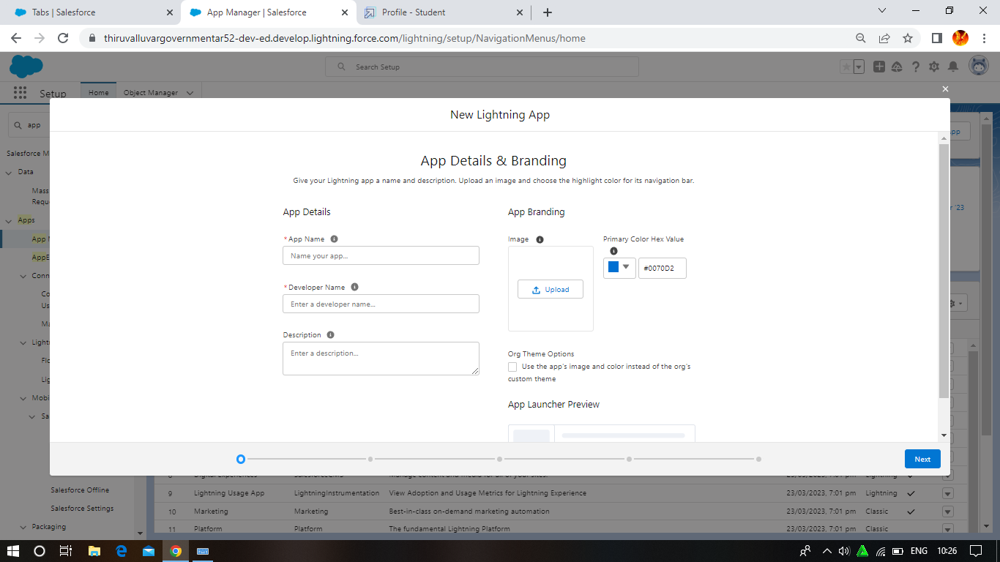 Tabs | Salesforce
App Manager | Salesforce
Profile - Student
thiruvalluvargovernmentar52-dev-ed.develop.lightning.force.com/lightning/setup/NavigationMenus/home
Search Setup
Setup
Home
Object Manager
New Lightning App
app
Salesforce M
Data
Mass
Requ
Apps
App
AppE
Conn
Co
Us
Ma
Light
Flo
Lig
Mobi
Sa
Salesforce Offline
Salesforce Settings
Packaging
App Details & Branding
Give your Lightning app a name and description. Upload an image and choose the highlight color for its navigation bar.
App Details
*App Name
Name your app...
*Developer Name
Enter a developer name...
Description
Enter a description...
App Branding
Image
Upload
Primary Color Hex Value
#0070D2
Org Theme Options
Use the app's image and color instead of the org's
custom theme
App Launcher Preview
Next
pp
r '23
8 Digital Experiences SalesforceCMS Manage content and media for all of your sites. 23/03/2023, 7:01 pm Lightning
9 Lightning Usage App LightningInstrumentation View Adoption and Usage Metrics for Lightning Experience 23/03/2023, 7:01 pm Lightning
10 Marketing Marketing Best-in-class on-demand marketing automation 23/03/2023, 7:01 pm Classic
11 Platform Platform The fundamental Lightning Platform 23/03/2023, 7:01 pm Classic
ENG
10:26